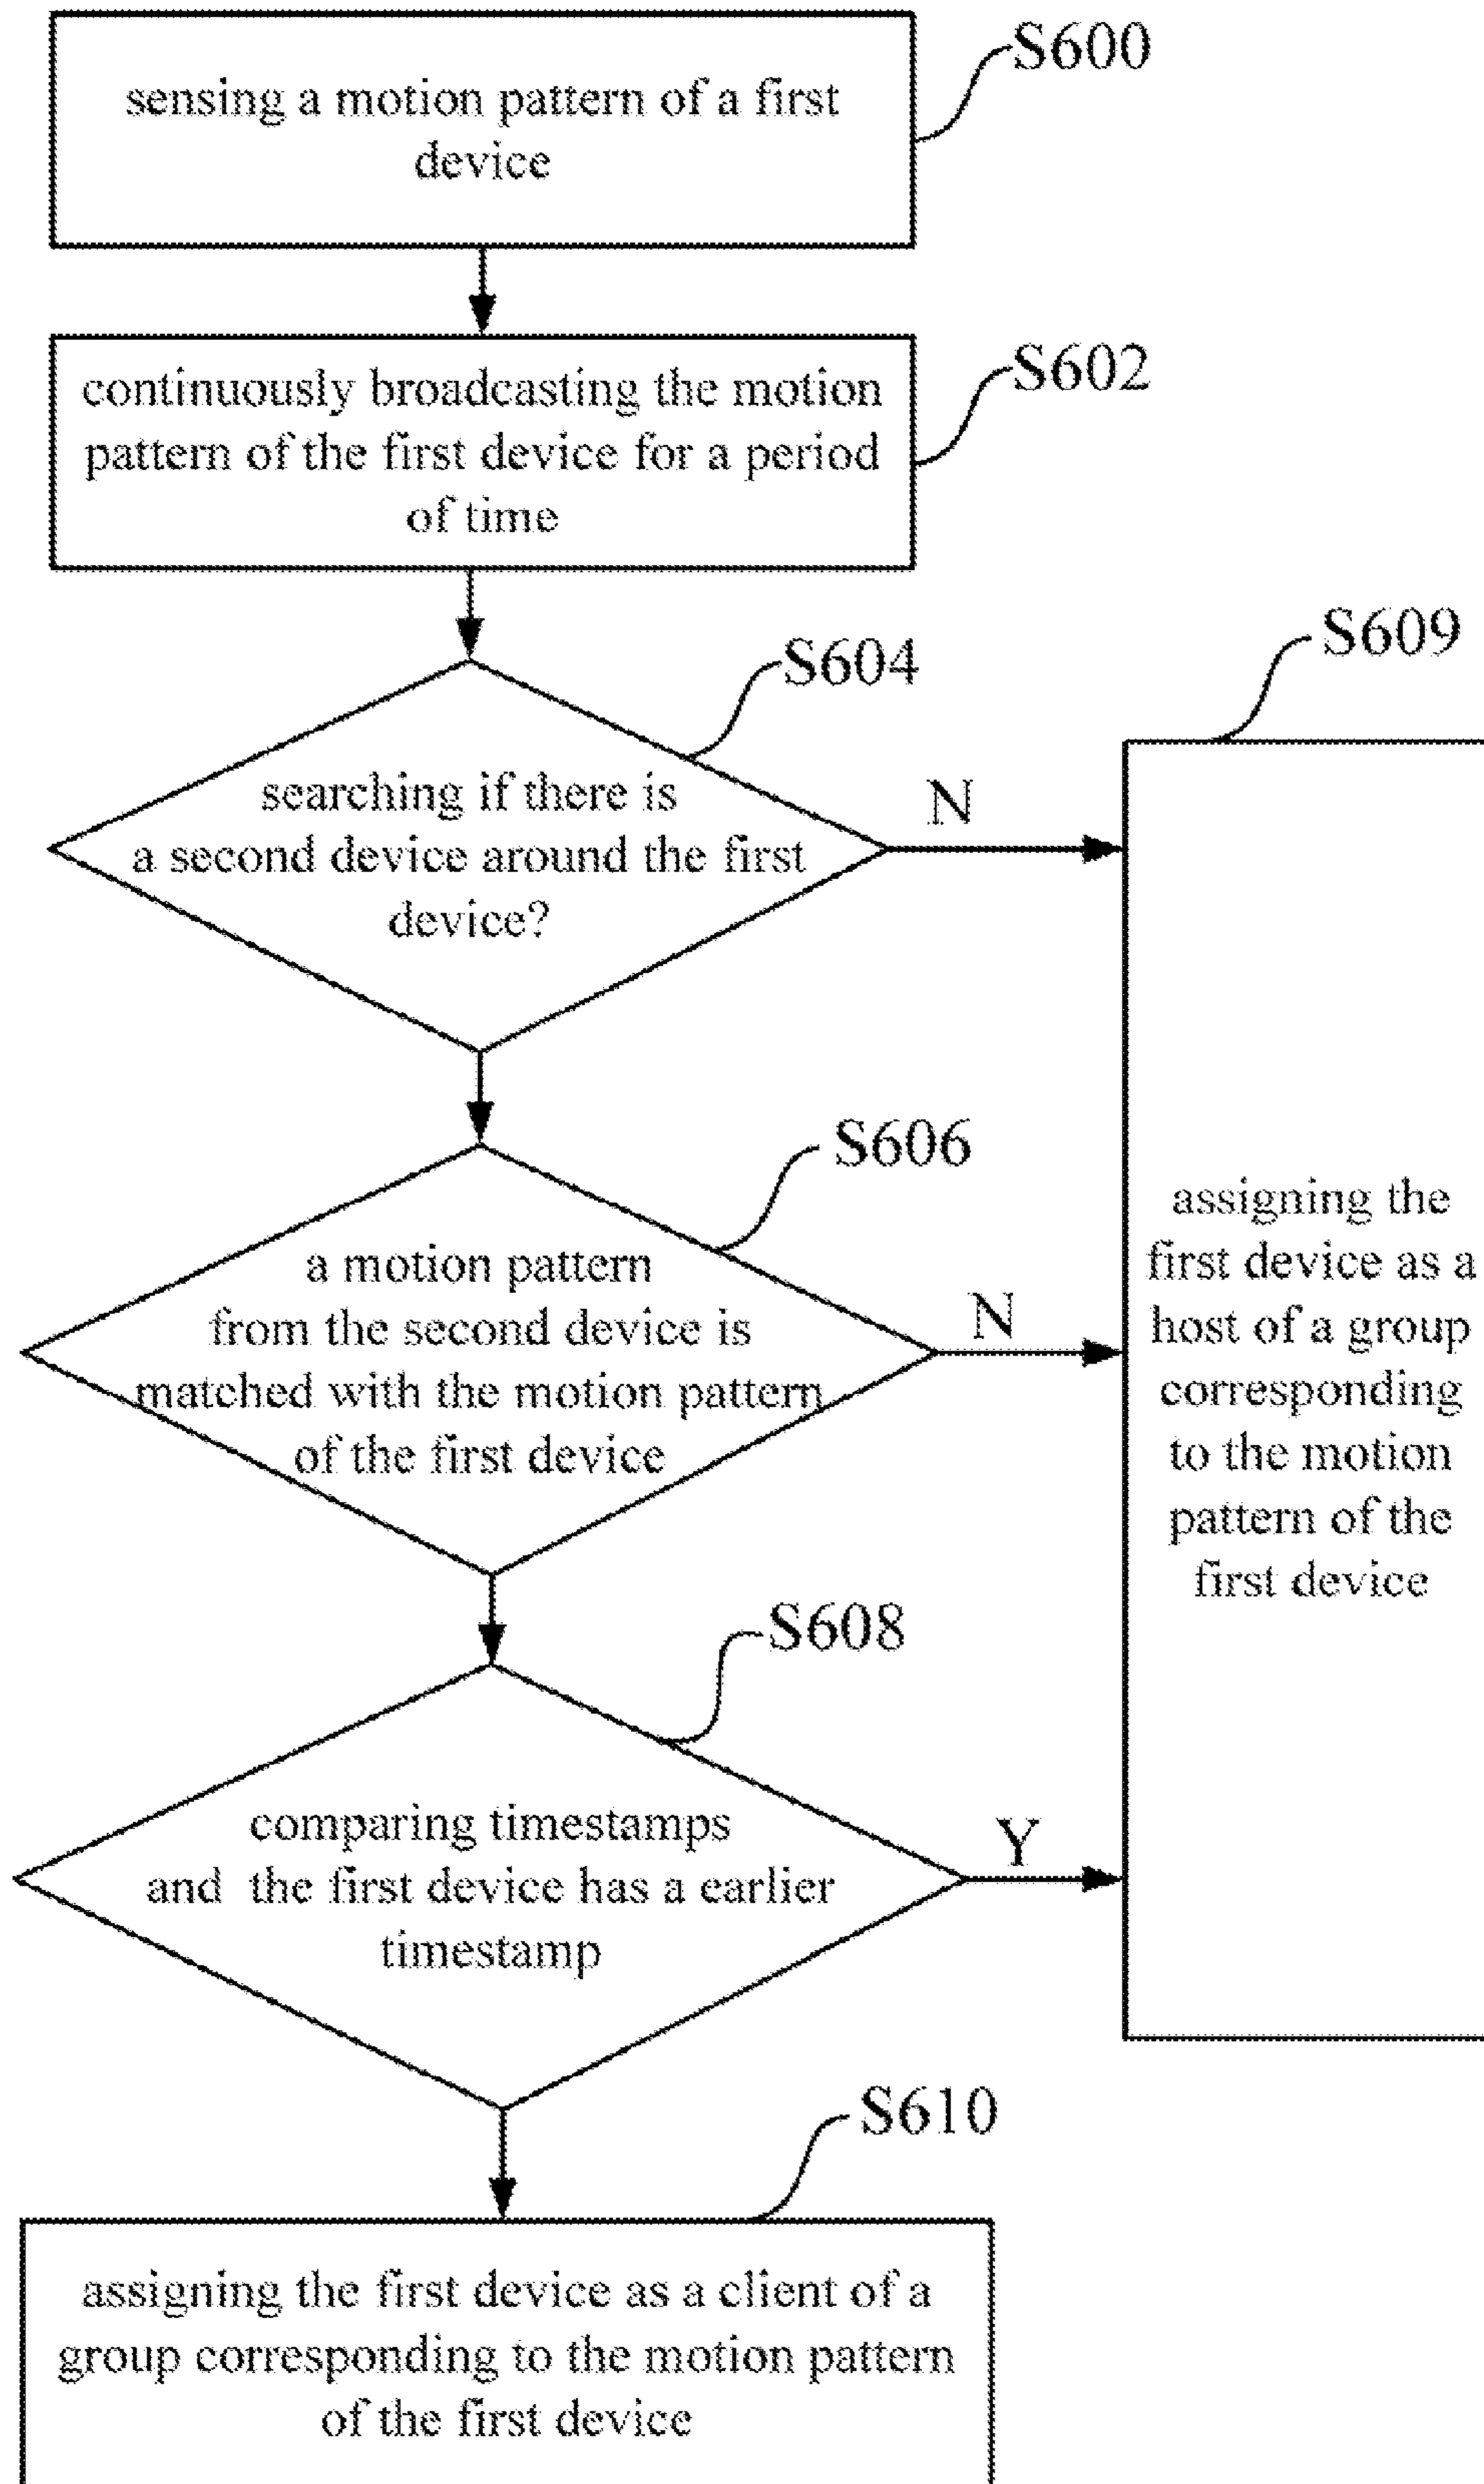 S600
sensing a motion pattern of a first
device
S602
continuously broadcasting the motion
pattern of the first device for a period
of time
S604
searching if there is
a second device around the first
device?
N
S609
S606
a motion pattern
from the second device is
matched with the motion pattern
of the first device
N
assigning the
first device as a
host of a group
corresponding
to the motion
pattern of the
first device
S608
comparing timestamps
and the first device has a earlier
timestamp
Y
S610
assigning the first device as a client of a
group corresponding to the motion pattern
of the first device